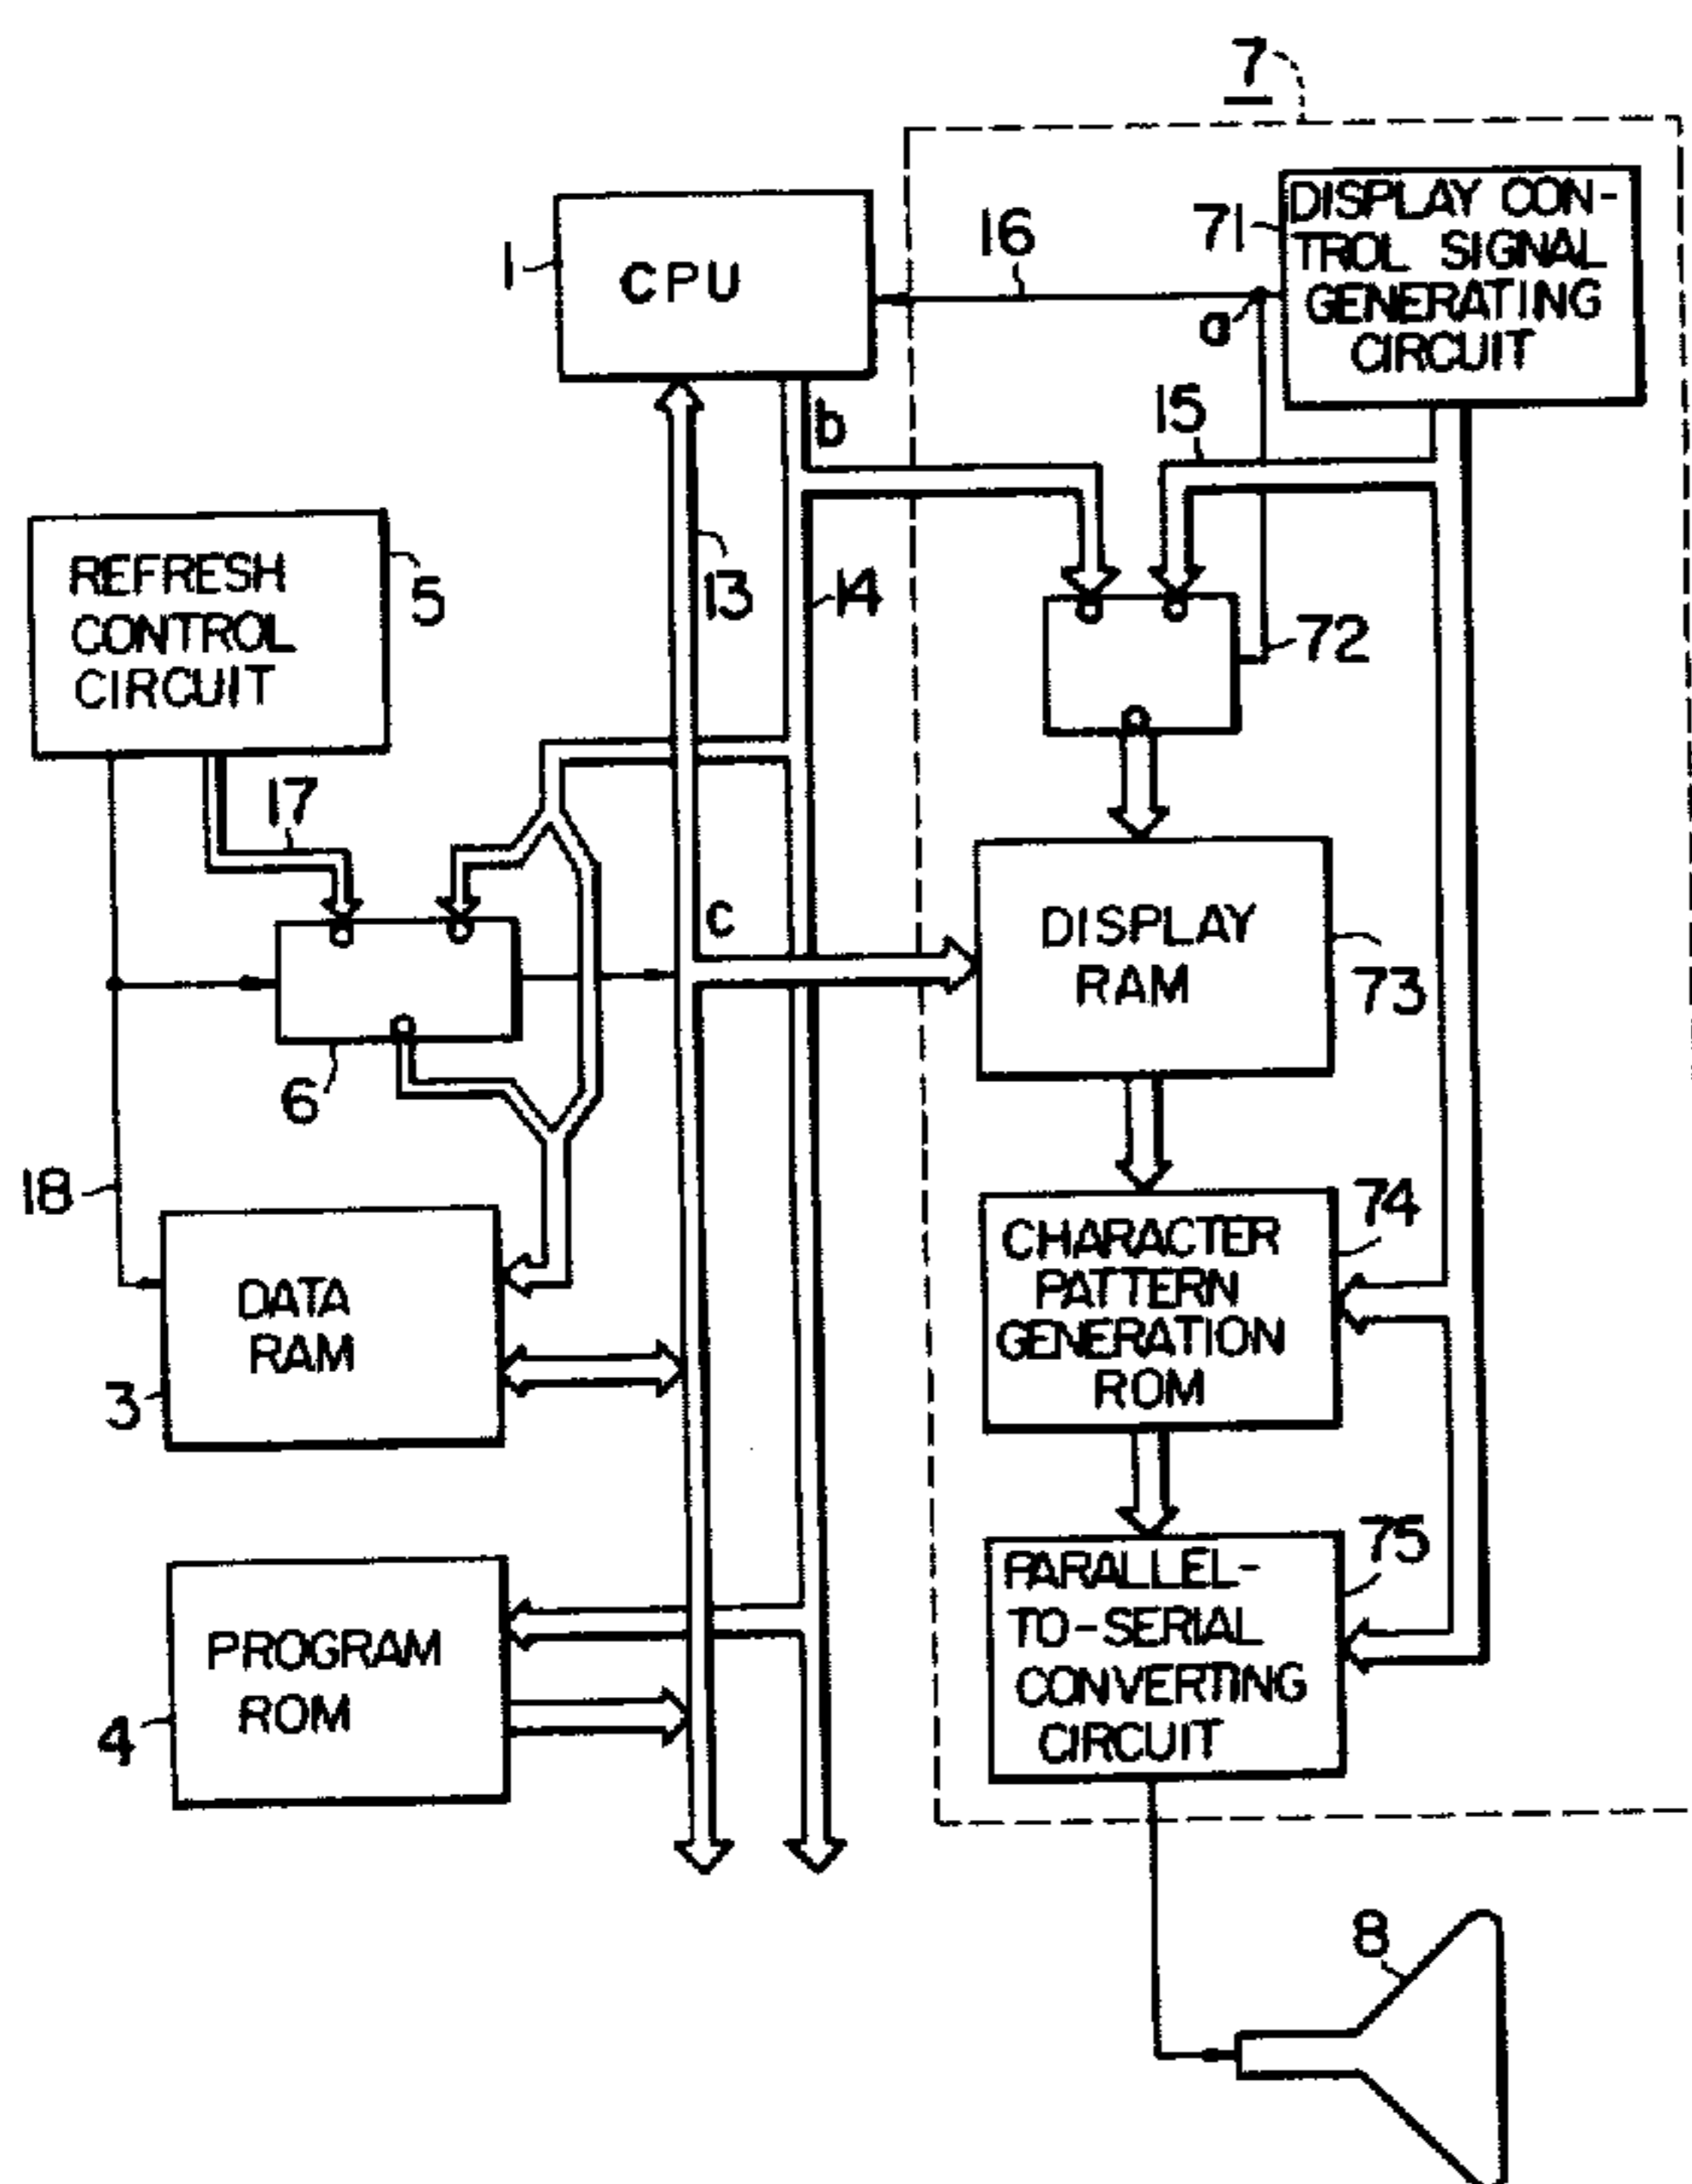 7
71
DISPLAY CON-
TROL SIGNAL
GENERATING
CIRCUIT
1
CPU
16
a
b
15
REFRESH
CONTROL
CIRCUIT
5
13
14
72
17
c
DISPLAY
RAM
73
6
18
DATA
RAM
3
CHARACTER
PATTERN
GENERATION
ROM
74
PARALLEL-
TO-SERIAL
CONVERTING
CIRCUIT
75
PROGRAM
ROM
4
8